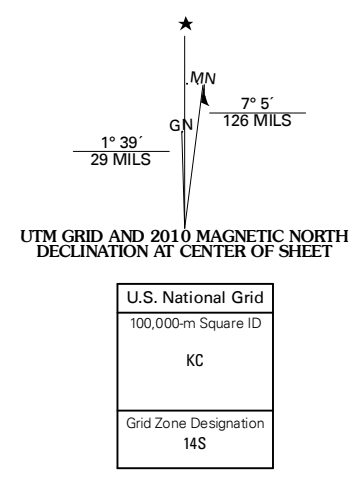 MN
GN
7° 5´
126 MILS
1° 39´
29 MILS
UTM GRID AND 2010 MAGNETIC NORTH
DECLINATION AT CENTER OF SHEET
U.S. National Grid
100,000-m Square ID
KC
Grid Zone Designation
14S